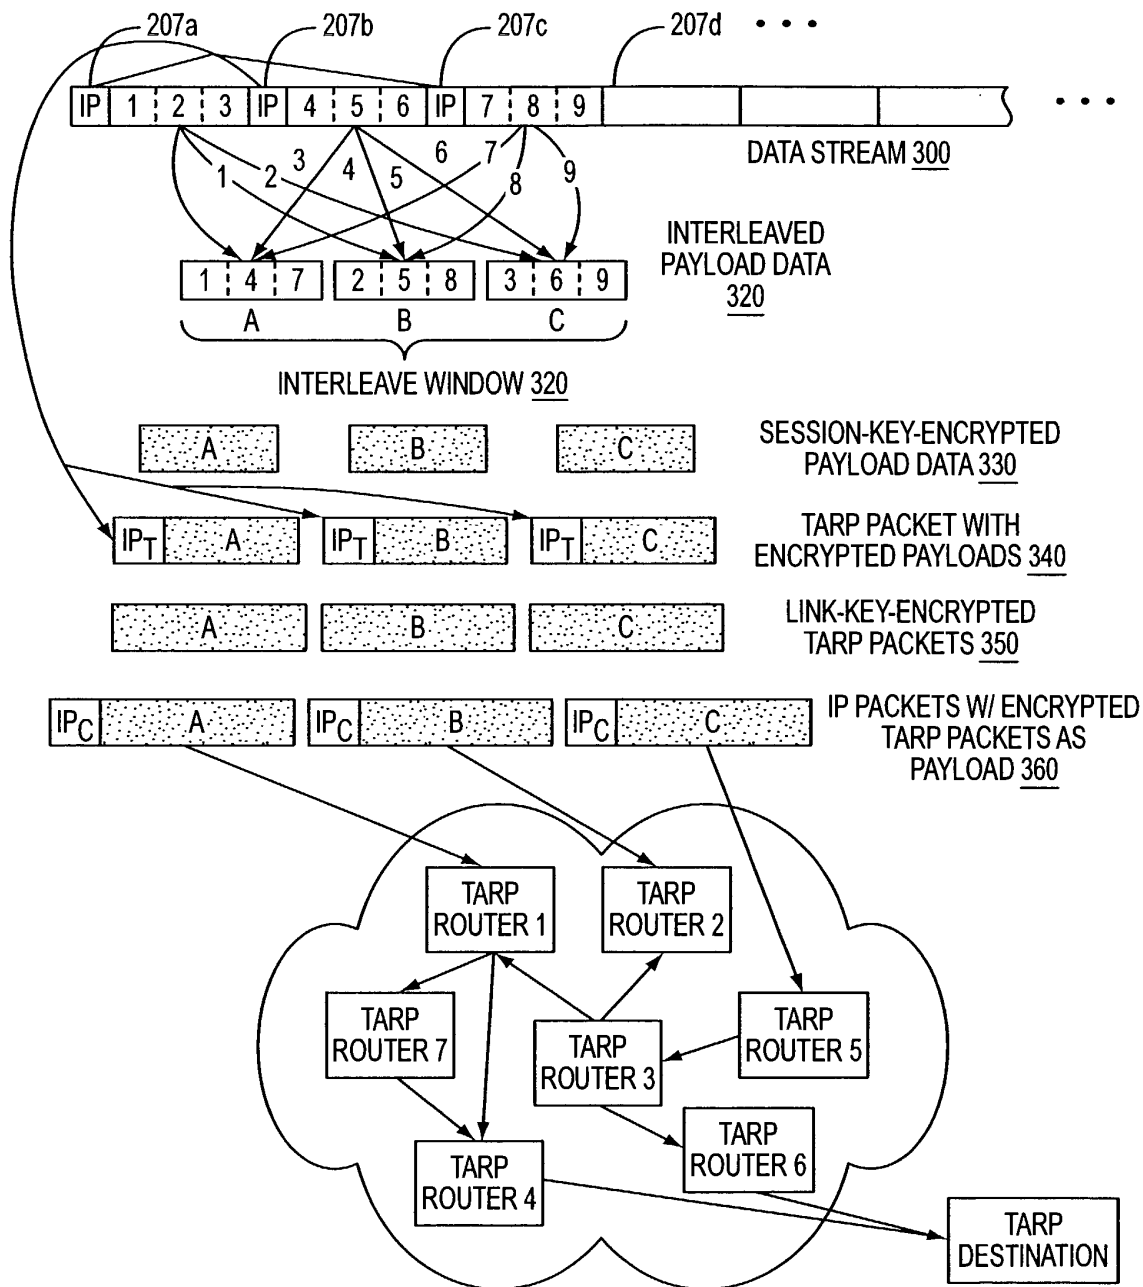 207a 207b 207c 207d • • •
IP 1 2 3 IP 4 5 6 IP 7 8 9 • • •
DATA STREAM 300
1 2 3 4 5 6 7 8 9
INTERLEAVED
PAYLOAD DATA
320
1 4 7 2 5 8 3 6 9
A B C
INTERLEAVE WINDOW 320
A B C
SESSION-KEY-ENCRYPTED
PAYLOAD DATA 330
IPT A IPT B IPT C
TARP PACKET WITH
ENCRYPTED PAYLOADS 340
A B C
LINK-KEY-ENCRYPTED
TARP PACKETS 350
IPC A IPC B IPC C
IP PACKETS W/ ENCRYPTED
TARP PACKETS AS
PAYLOAD 360
TARP
ROUTER 1
TARP
ROUTER 2
TARP
ROUTER 7
TARP
ROUTER 3
TARP
ROUTER 5
TARP
ROUTER 4
TARP
ROUTER 6
TARP
DESTINATION